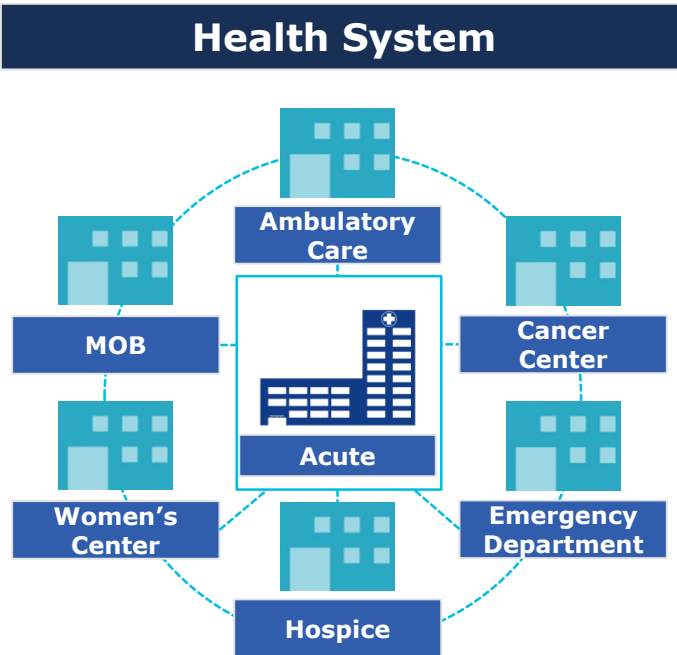 Health System
Ambulatory
Care
MOB
Cancer
Center
Acute
Women’s
Center
Emergency
Department
Hospice